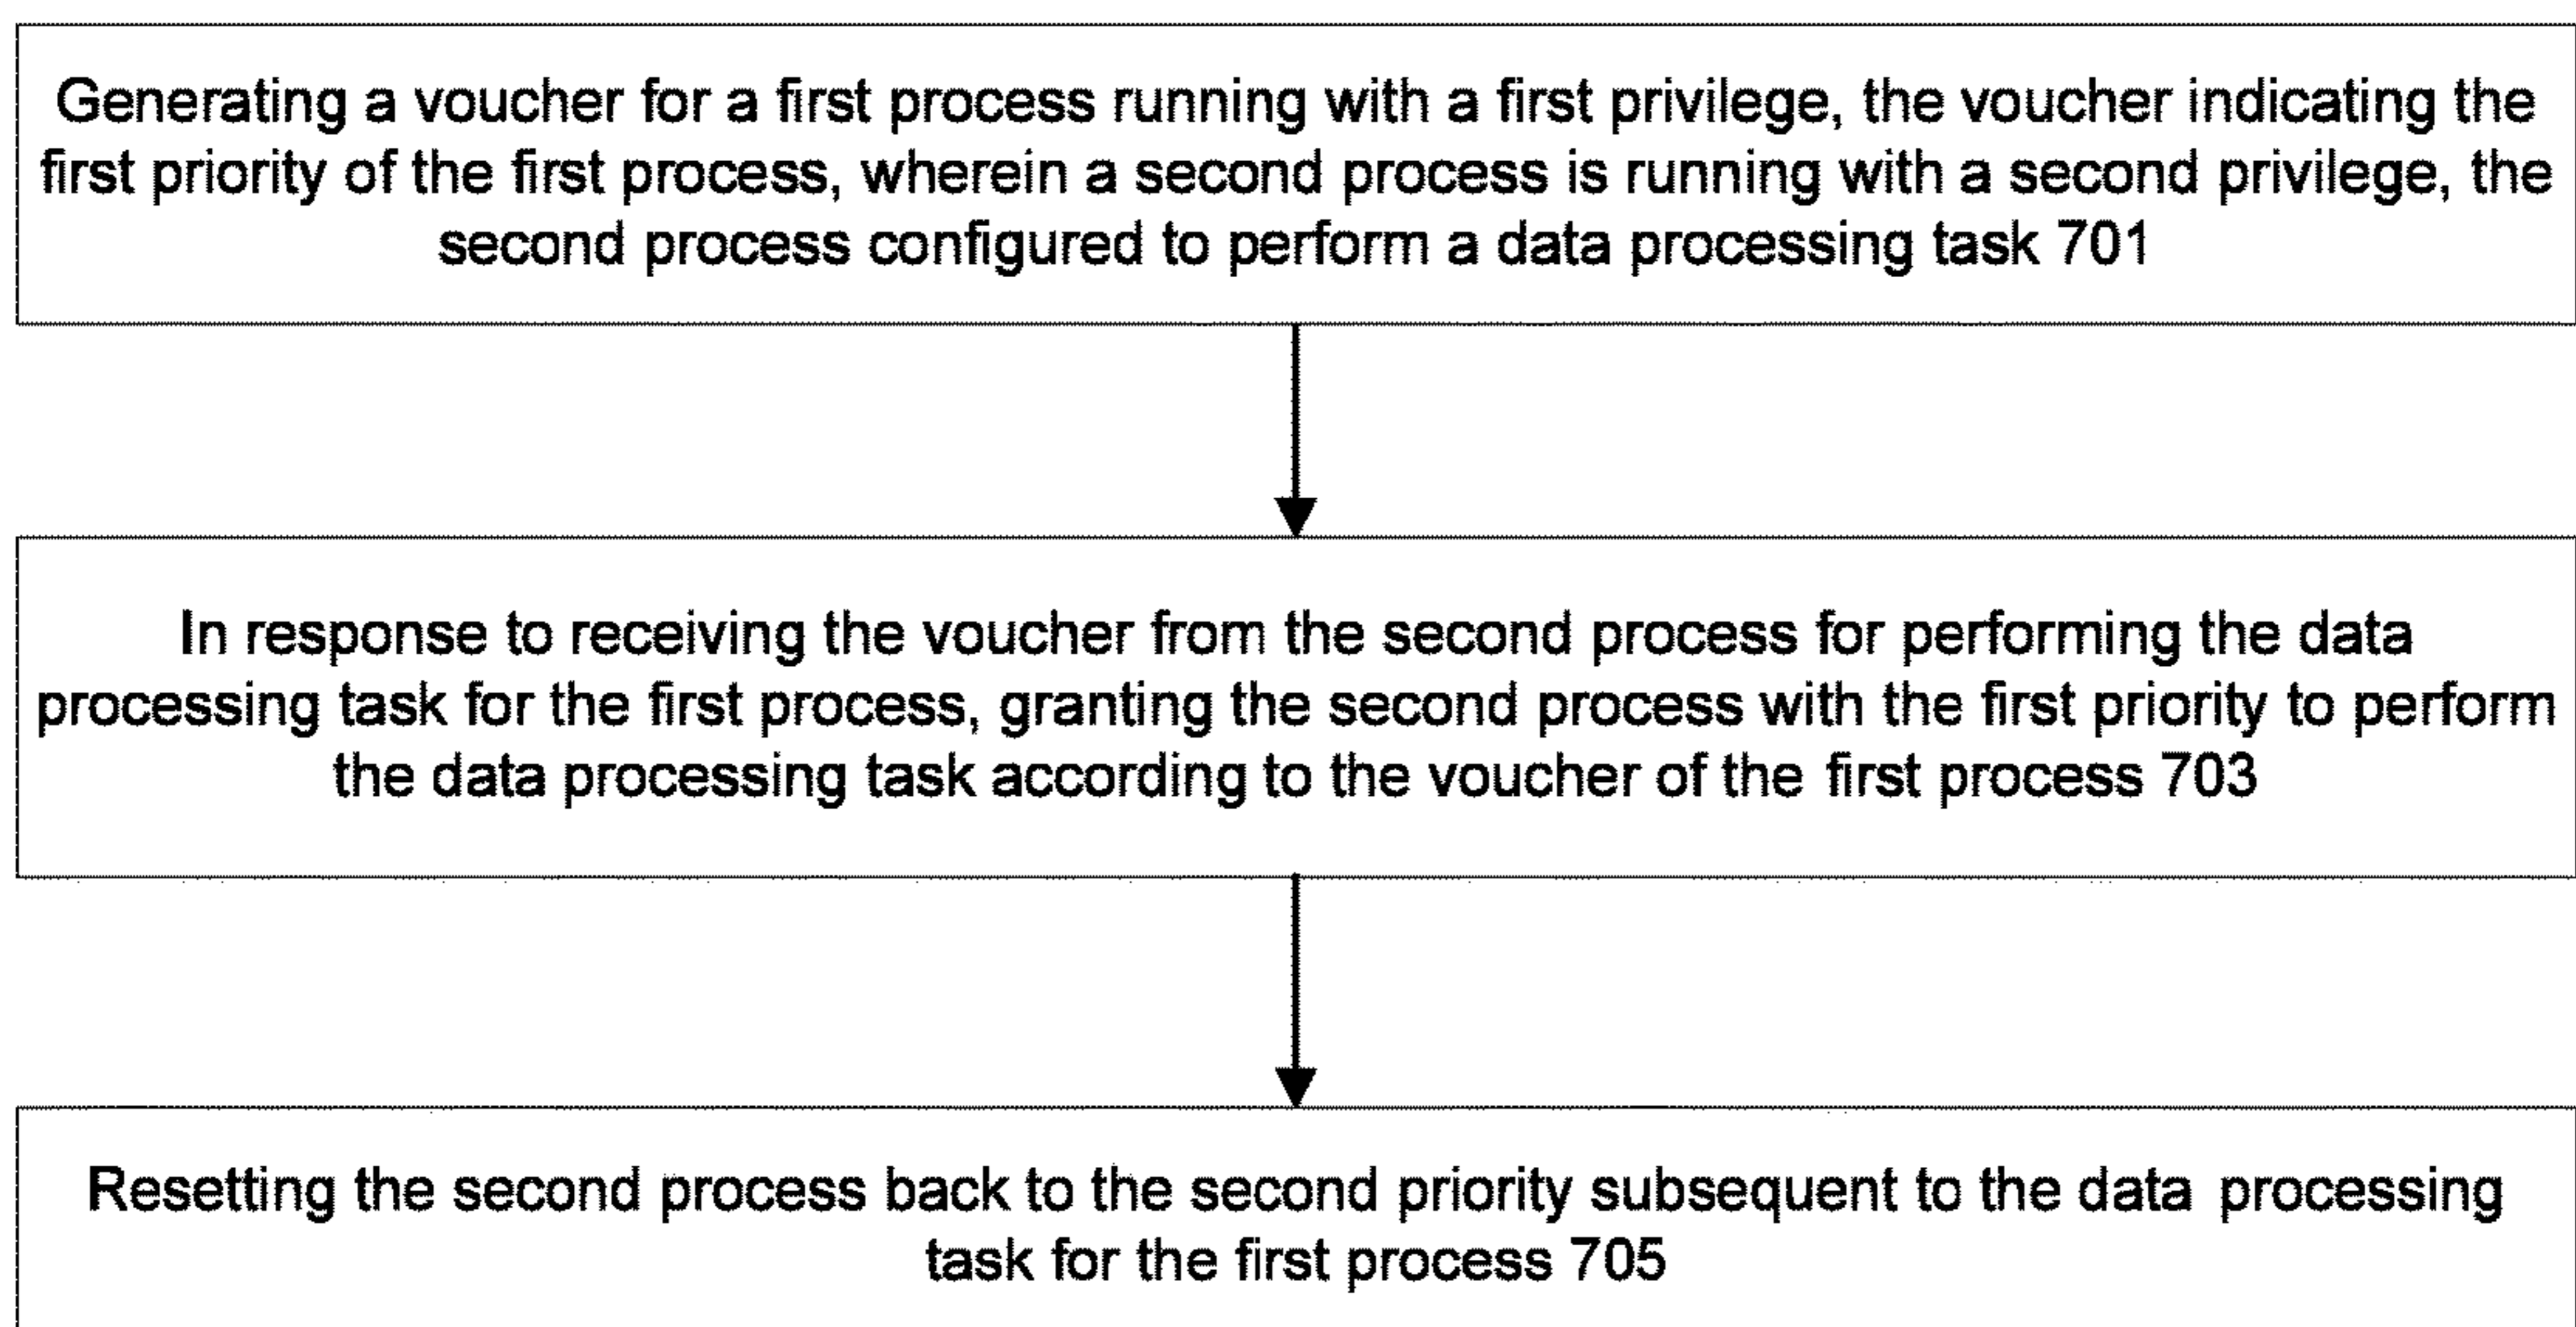 Generating a voucher for a first process running with a first privilege, the voucher indicating the
first priority of the first process, wherein a second process is running with a second privilege, the
second process configured to perform a data processing task 701
In response to receiving the voucher from the second process for performing the data
processing task for the first process, granting the second process with the first priority to perform
the data processing task according to the voucher of the first process 703
Resetting the second process back to the second priority subsequent to the data processing
task for the first process 705